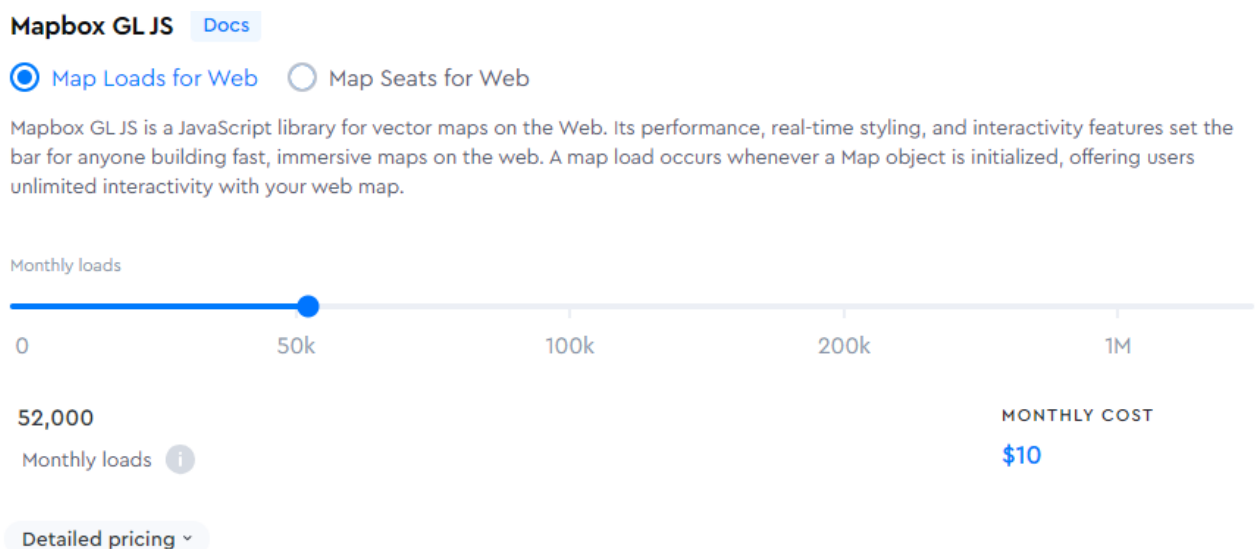 Mapbox GL JS Docs
Map Loads for Web Map Seats for Web
Mapbox GL JS is a JavaScript library for vector maps on the Web. Its performance, real-time styling, and interactivity features set the
bar for anyone building fast, immersive maps on the web. A map load occurs whenever a Map object is initialized, offering users
unlimited interactivity with your web map.
Monthly loads
0 50k 100k 200k 1M
52,000
Monthly loads i
MONTHLY COST
$10
Detailed pricing